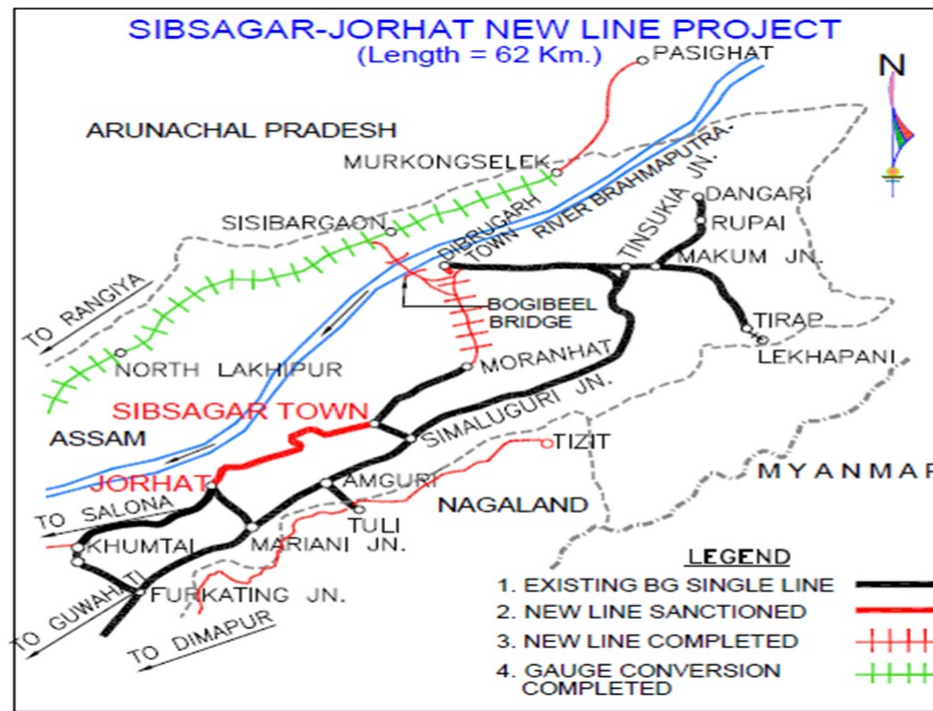 SIBSAGAR-JORHAT NEW LINE PROJECT
(Length = 62 Km.)
PASIGHAT
N
ARUNACHAL PRADESH
MURKONGSELEK
RIVER BRAHMAPUTRA-
SISIBARGAON
DIBRUGARH
TOWN
TINSUKIA JN.
DANGARI
RUPAI
MAKUM JN.
TO RANGIYA
BOGIBEEL
BRIDGE
TIRAP
LEKHAPANI
NORTH LAKHIPUR
MORANHAT
SIBSAGAR TOWN
SIMALUGURI JN.
ASSAM
TIZIT
MYANMAR
JORHAT
AMGURI
NAGALAND
TO SALONA
TULI
KHUMTAI
MARIANI JN.
TO GUWAHATI
FURKATING JN.
TO DIMAPUR
LEGEND
1. EXISTING BG SINGLE LINE
2. NEW LINE SANCTIONED
3. NEW LINE COMPLETED
4. GAUGE CONVERSION
COMPLETED